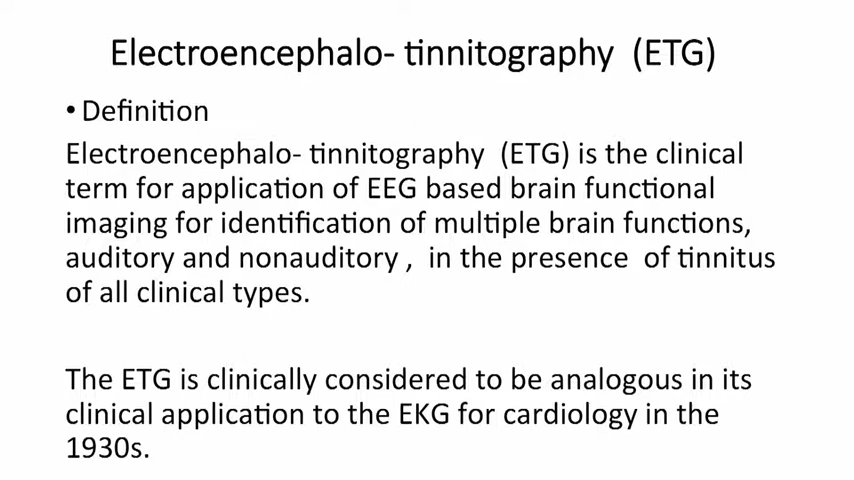 Electroencephalo- tinnitography (ETG)
• Definition
Electroencephalo- tinnitography (ETG) is the clinical
term for application of EEG based brain functional
imaging for identification of multiple brain functions,
auditory and nonauditory , in the presence of tinnitus
of all clinical types.
The ETG is clinically considered to be analogous in its
clinical application to the EKG for cardiology in the
1930s.